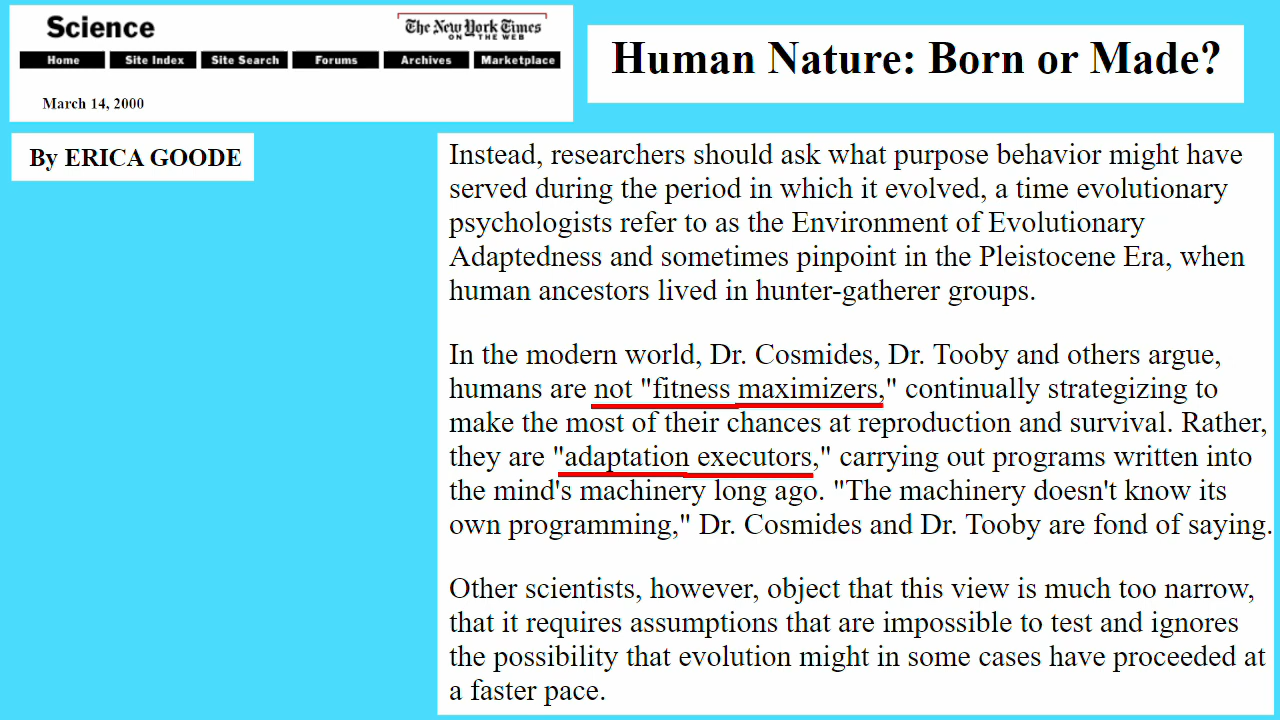 Science
The New York Times
ON THE WEB
Home Site Index Site Search Forums Archives Marketplace
March 14, 2000
Human Nature: Born or Made?
By ERICA GOODE
Instead, researchers should ask what purpose behavior might have
served during the period in which it evolved, a time evolutionary
psychologists refer to as the Environment of Evolutionary
Adaptedness and sometimes pinpoint in the Pleistocene Era, when
human ancestors lived in hunter-gatherer groups.
In the modern world, Dr. Cosmides, Dr. Tooby and others argue,
humans are not "fitness maximizers," continually strategizing to
make the most of their chances at reproduction and survival. Rather,
they are "adaptation executors," carrying out programs written into
the mind's machinery long ago. "The machinery doesn't know its
own programming," Dr. Cosmides and Dr. Tooby are fond of saying.
Other scientists, however, object that this view is much too narrow,
that it requires assumptions that are impossible to test and ignores
the possibility that evolution might in some cases have proceeded at
a faster pace.